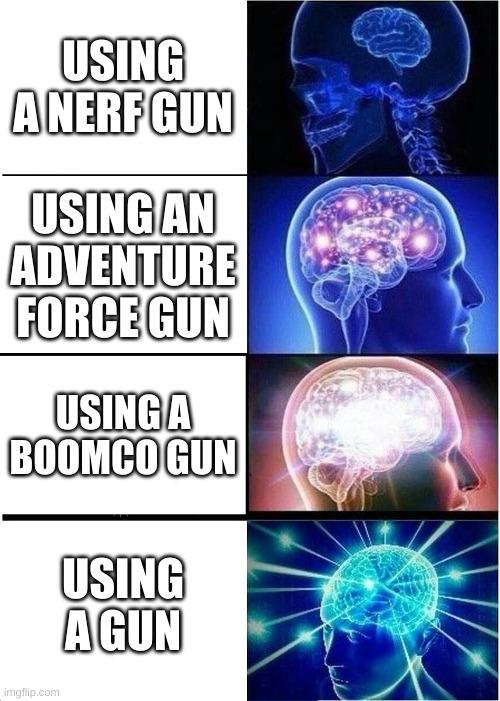 USING
A NERF GUN
USING AN
ADVENTURE
FORCE GUN
USING A
BOOMCO GUN
USING
A GUN
imgflip.com